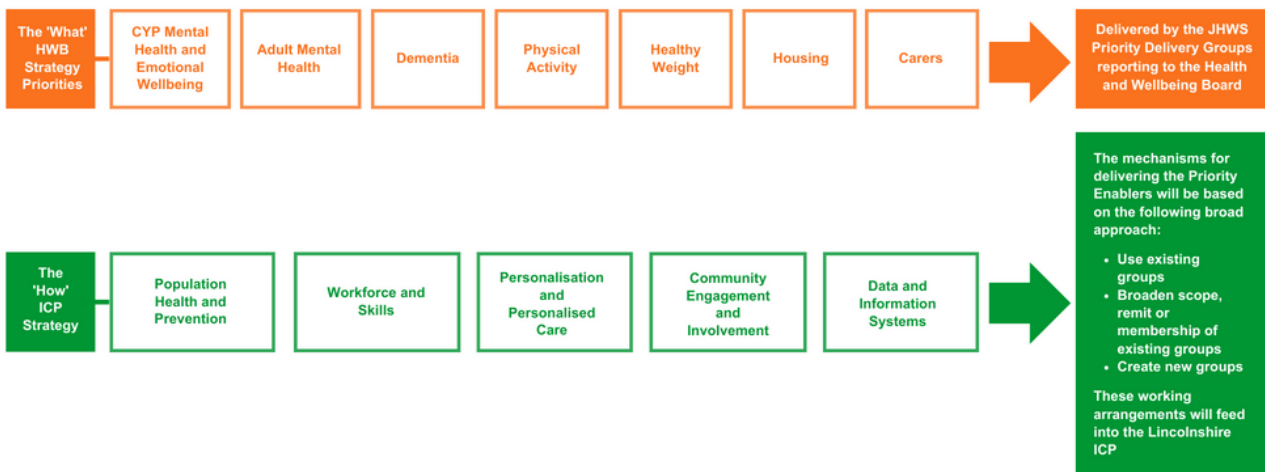 The 'What'
HWB
Strategy
Priorities
CYP Mental
Health and
Emotional
Wellbeing
Adult Mental
Health
Dementia
Physical
Activity
Healthy
Weight
Housing
Carers
Delivered by the JHWS
Priority Delivery Groups
reporting to the Health
and Wellbeing Board
The
'How'
ICP
Strategy
Population
Health and
Prevention
Workforce and
Skills
Personalisation
and
Personalised
Care
Community
Engagement
and
Involvement
Data and
Information
Systems
The mechanisms for
delivering the Priority
Enablers will be based
on the following broad
approach:
• Use existing
groups
• Broaden scope,
remit or
membership of
existing groups
• Create new groups
These working
arrangements will feed
into the Lincolnshire
ICP